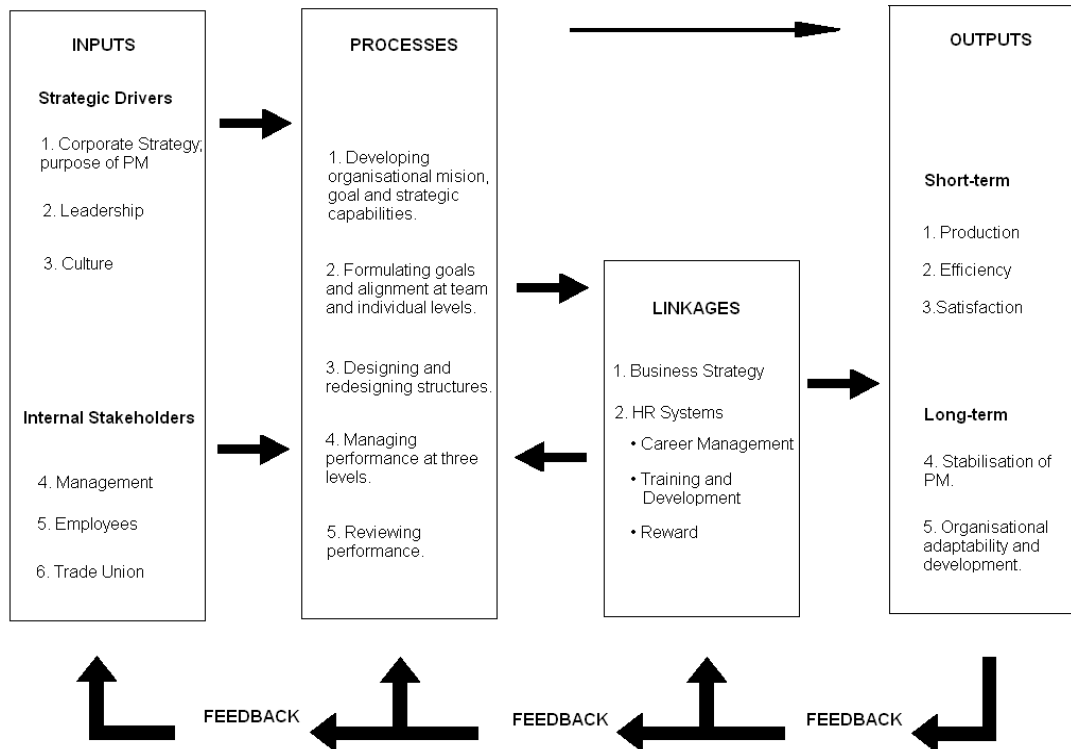 INPUTS
Strategic Drivers
1. Corporate Strategy;
purpose of PM
2. Leadership
3. Culture
Internal Stakeholders
4. Management
5. Employees
6. Trade Union
PROCESSES
1. Developing
organisational mision,
goal and strategic
capabilities.
2. Formulating goals
and alignment at team
and individual levels.
3. Designing and
redesigning structures.
4. Managing
performance at three
levels.
5. Reviewing
performance.
LINKAGES
1. Business Strategy
2. HR Systems
• Career Management
• Training and
Development
• Reward
OUTPUTS
Short-term
1. Production
2. Efficiency
3.Satisfaction
Long-term
4. Stabilisation of
PM.
5. Organisational
adaptability and
development.
FEEDBACK
FEEDBACK
FEEDBACK